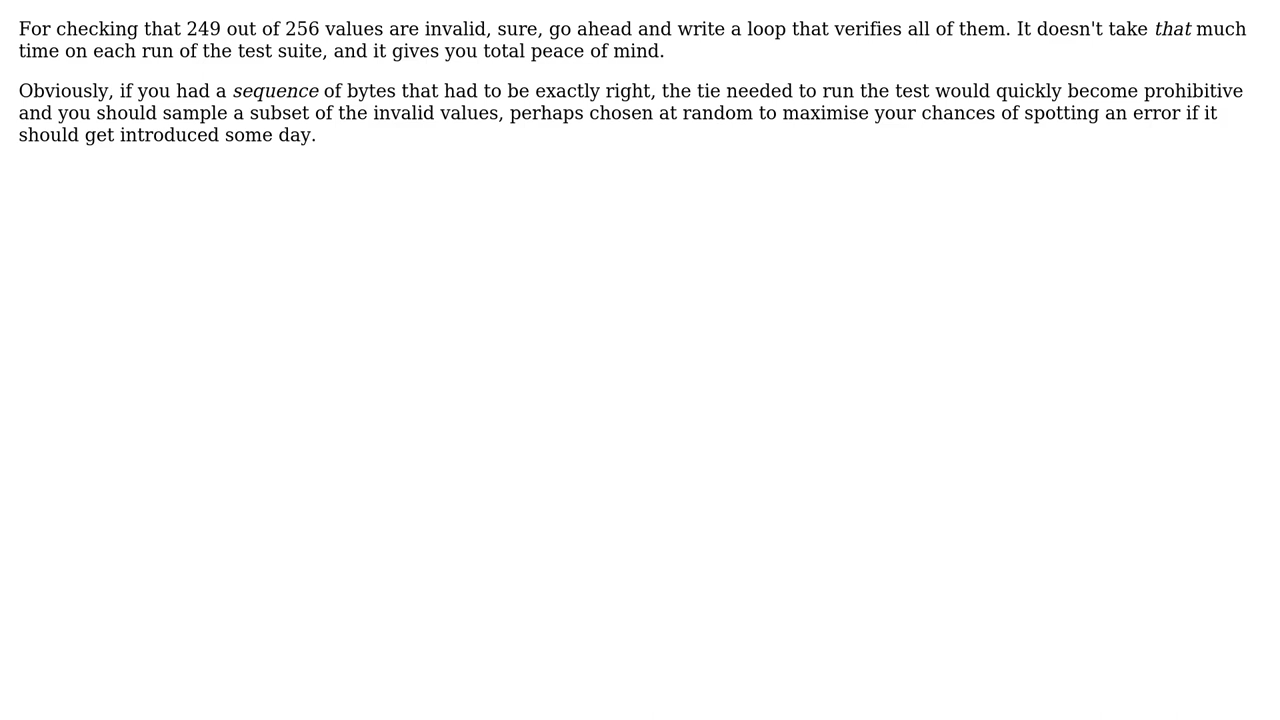 For checking that 249 out of 256 values are invalid, sure, go ahead and write a loop that verifies all of them. It doesn't take that much
time on each run of the test suite, and it gives you total peace of mind.
Obviously, if you had a sequence of bytes that had to be exactly right, the tie needed to run the test would quickly become prohibitive
and you should sample a subset of the invalid values, perhaps chosen at random to maximise your chances of spotting an error if it
should get introduced some day.